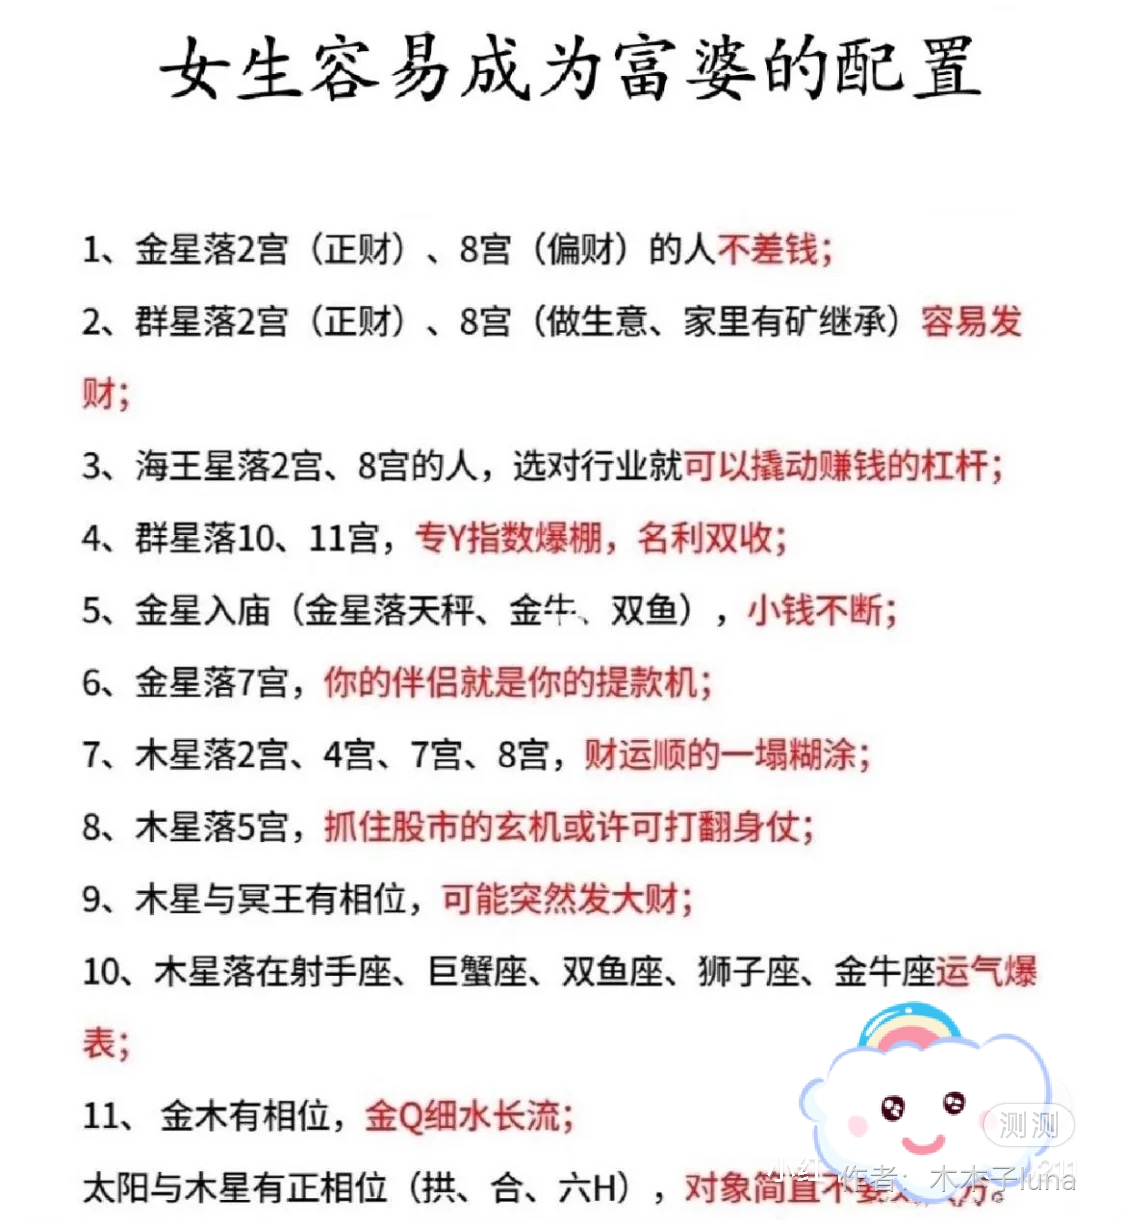 女生容易成为富婆的配置
1、金星落2宫（正财）、8宫（偏财）的人不差钱；
2、群星落2宫（正财）、8宫（做生意、家里有矿继承）容易发
财；
3、海王星落2宫、8宫的人，选对行业就可以撬动赚钱的杠杆；
4、群星落10、11宫，专Y指数爆棚，名利双收；
5、金星入庙（金星落天秤、金牛、双鱼），小钱不断；
6、金星落7宫，你的伴侣就是你的提款机；
7、木星落2宫、4宫、7宫、8宫，财运顺的一塌糊涂；
8、木星落5宫，抓住股市的玄机或许可打翻身仗；
9、木星与冥王有相位，可能突然发大财；
10、木星落在射手座、巨蟹座、双鱼座、狮子座、金牛座运气爆
表；
11、 金木有相位，金Q细水长流；
测测
太阳与木星有正相位（拱、合、六H），对象简直不要太
作者：木木子luna